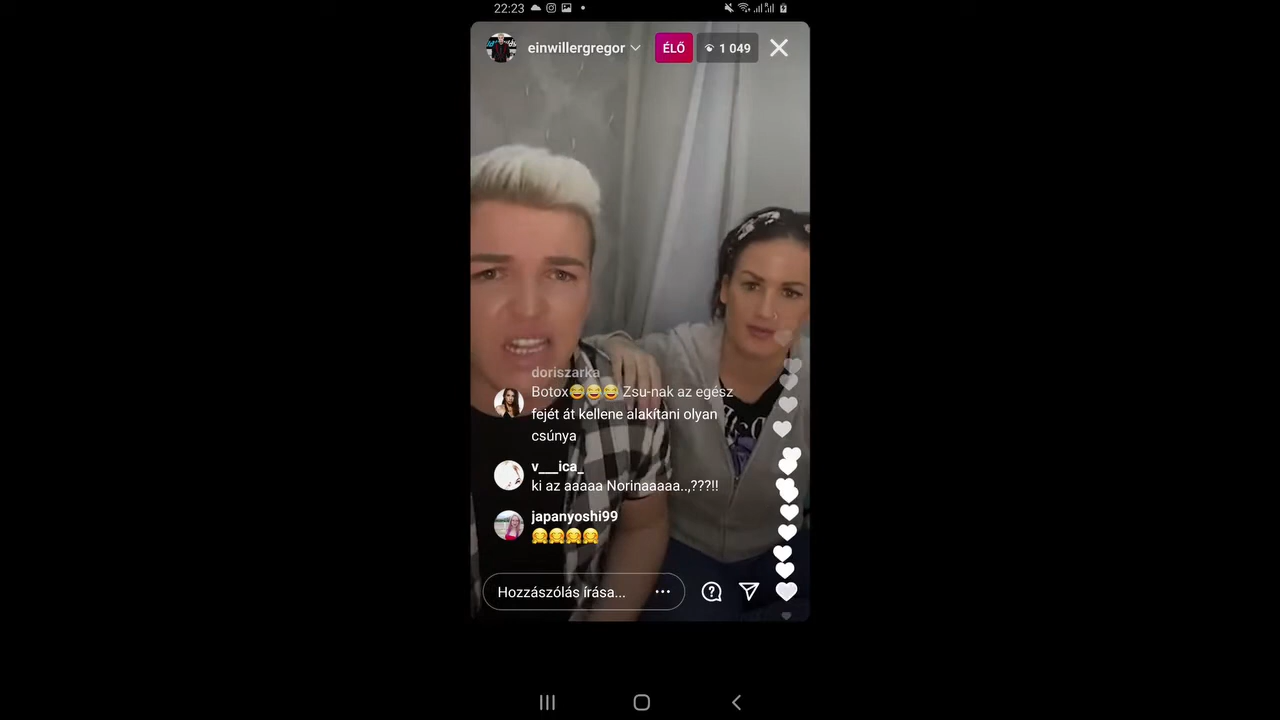 22:23
einwillergregor
ÉLŐ
1 049
doriszarka
Botox😂😂😂 Zsu-nak az egész
fejét át kellene alakítani olyan
csúnya
v___ica_
ki az aaaaa Norinaaaaa..,???!!
japanyoshi99
🤗🤗🤗🤗
Hozzászólás írása...